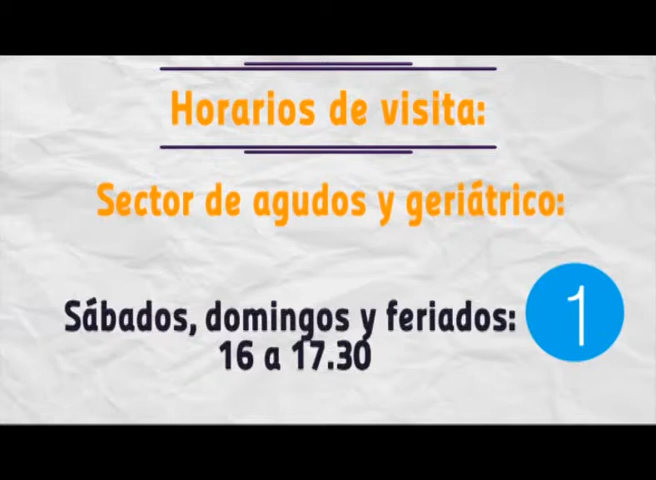 Horarios de visita:
Sector de agudos y geriátrico:
Sábados, domingos y feriados:
16 a 17.30
1